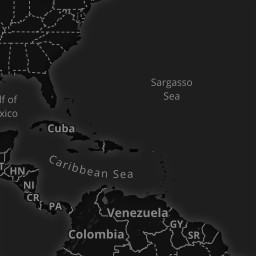 Sargasso
Sea
lf of
xico
Cuba
Caribbean Sea
T
HN
NI
CR
PA
Venezuela
GY
SR
Colombia